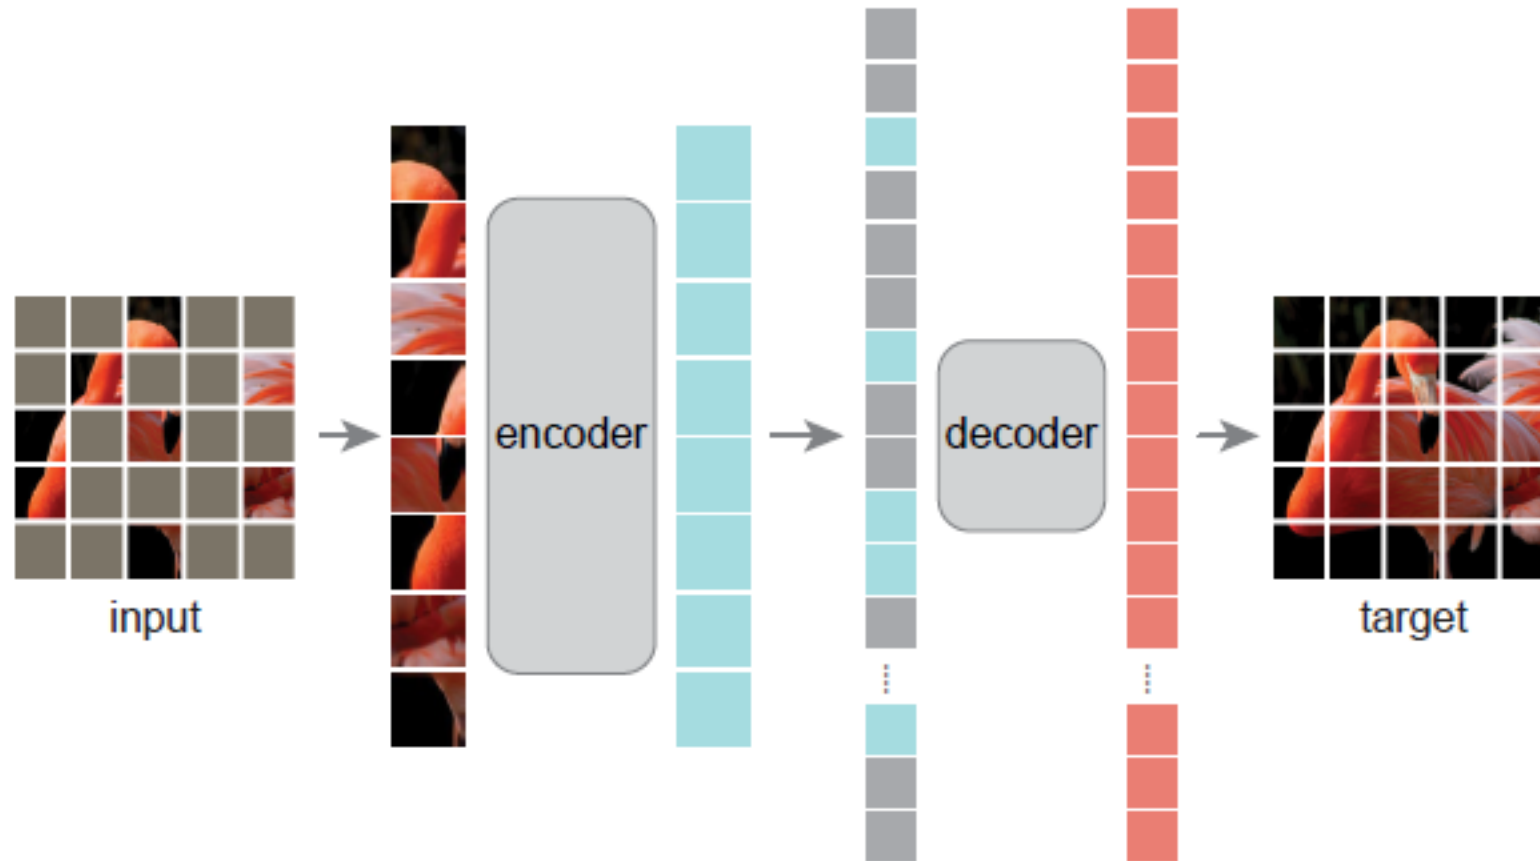 input
encoder
decoder
target